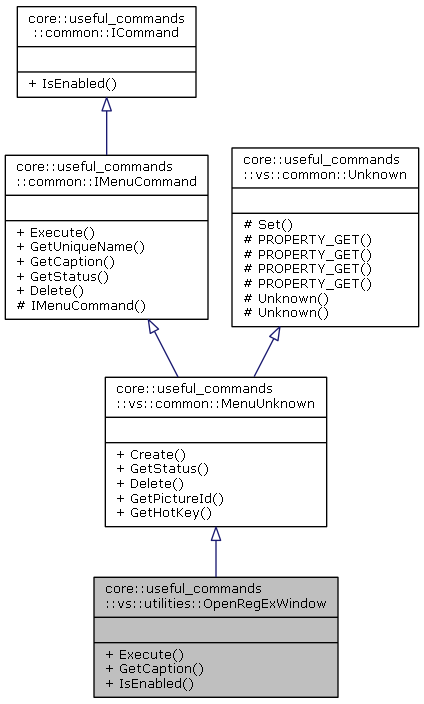 core::useful_commands
::common::ICommand
+ IsEnabled()
core::useful_commands
::common::IMenuCommand
+ Execute()
+ GetUniqueName()
+ GetCaption()
+ GetStatus()
+ Delete()
# IMenuCommand()
core::useful_commands
::vs::common::Unknown
# Set()
# PROPERTY_GET()
# PROPERTY_GET()
# PROPERTY_GET()
# PROPERTY_GET()
# Unknown()
# Unknown()
core::useful_commands
::vs::common::MenuUnknown
+ Create()
+ GetStatus()
+ Delete()
+ GetPictureId()
+ GetHotKey()
core::useful_commands
::vs::utilities::OpenRegExWindow
+ Execute()
+ GetCaption()
+ IsEnabled()